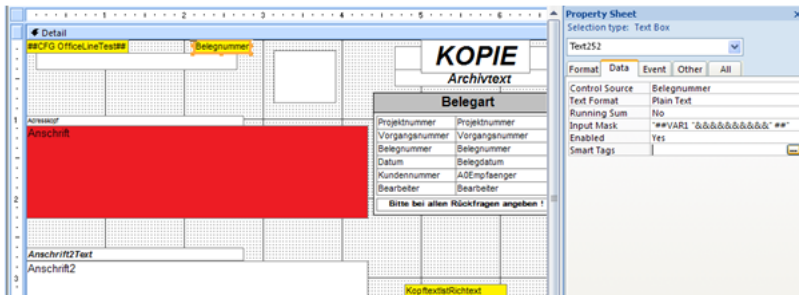 Detail
##CFG OfficeLineTest##
Belegnummer
KOPIE
Archivtext
Belegart
Adresskopf
Anschrift
Projektnummer Projektnummer
Vorgangsnummer Vorgangsnummer
Belegnummer Belegnummer
Datum Belegdatum
Kundennummer A0Empfaenger
Bearbeiter Bearbeiter
Bitte bei allen Rückfragen angeben !
Anschrift2Text
Anschrift2
KopftextIstRichtext
Property Sheet
Selection type: Text Box
Text252
Format Data Event Other All
Control Source Belegnummer
Text Format Plain Text
Running Sum No
Input Mask "##VAR1 "&&&&&&&&&&" ##"
Enabled Yes
Smart Tags